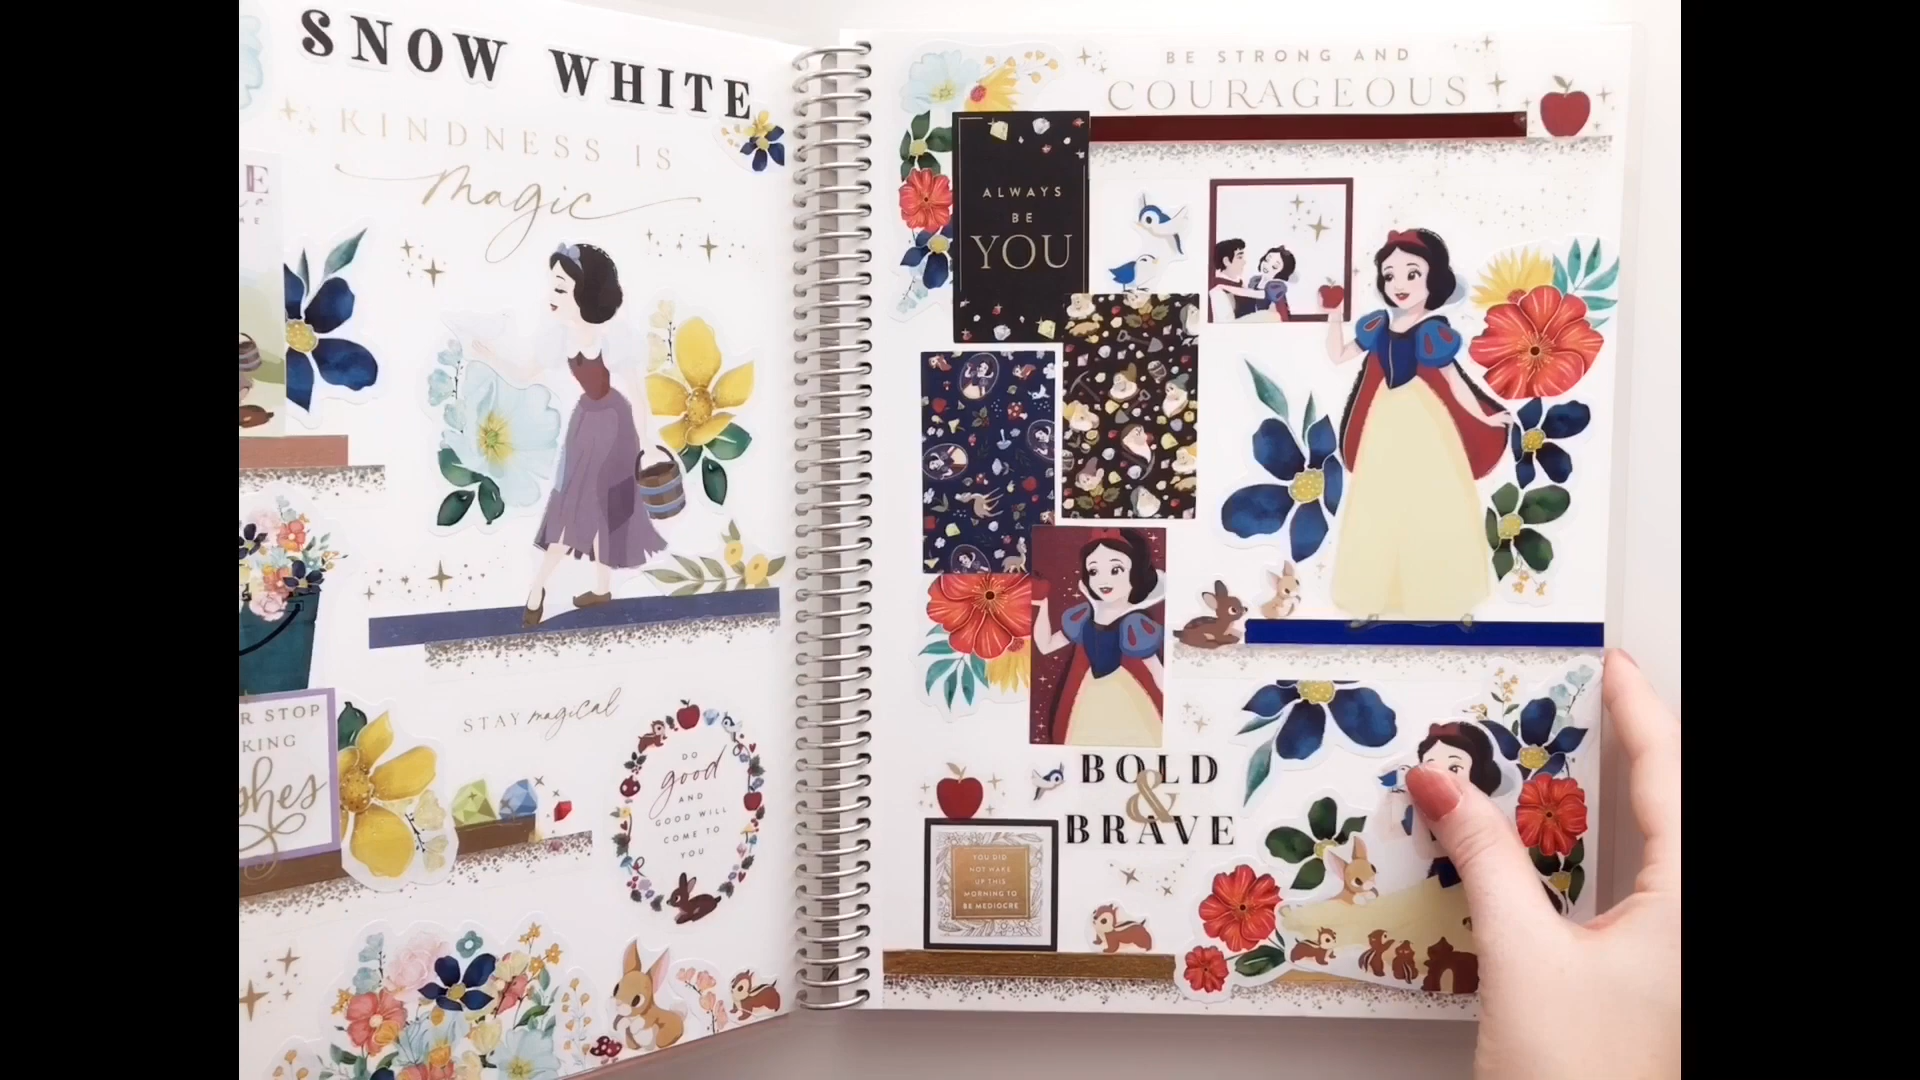 SNOW WHITE
KINDNESS IS
magic
E
STOP
KING
shes
STAY magical
DO
good
AND
GOOD WILL
COME TO
YOU
BE STRONG AND
COURAGEOUS
ALWAYS
BE
YOU
BOLD
&
BRAVE
YOU DID
NOT WAKE
UP THIS
MORNING TO
BE MEDIOCRE